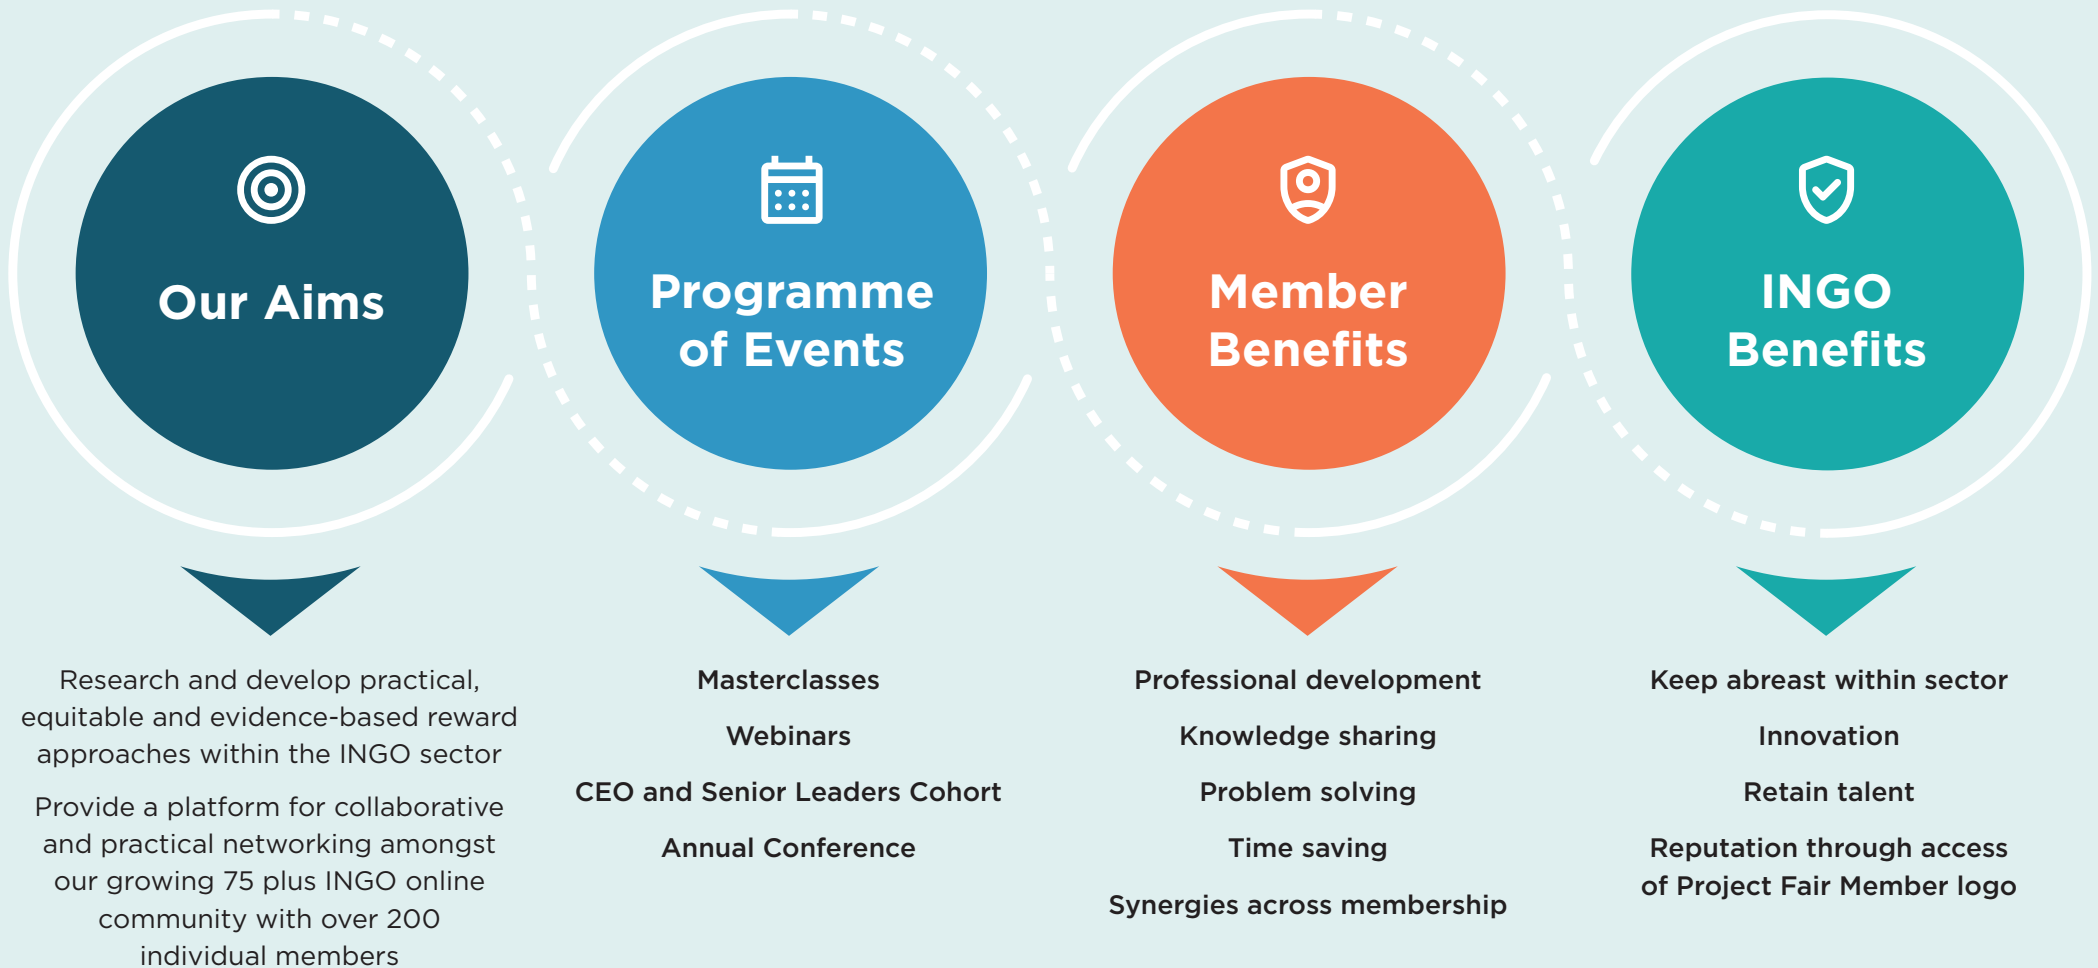 Our Aims
Research and develop practical,
equitable and evidence-based reward
approaches within the INGO sector
Provide a platform for collaborative
and practical networking amongst
our growing 75 plus INGO online
community with over 200
individual members
Programme
of Events
Masterclasses
Webinars
CEO and Senior Leaders Cohort
Annual Conference
Member
Benefits
Professional development
Knowledge sharing
Problem solving
Time saving
Synergies across membership
INGO
Benefits
Keep abreast within sector
Innovation
Retain talent
Reputation through access
of Project Fair Member logo